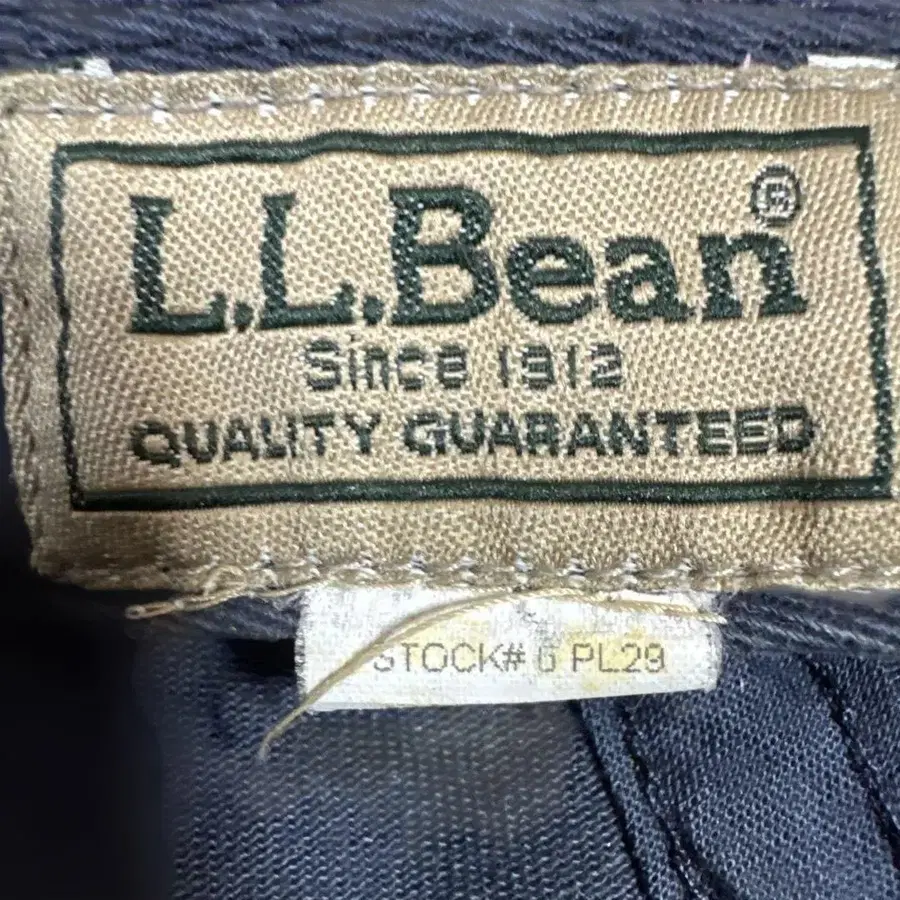 L.L.Bean®
Since 1912
QUALITY GUARANTEED
STOCK# 6 PL29